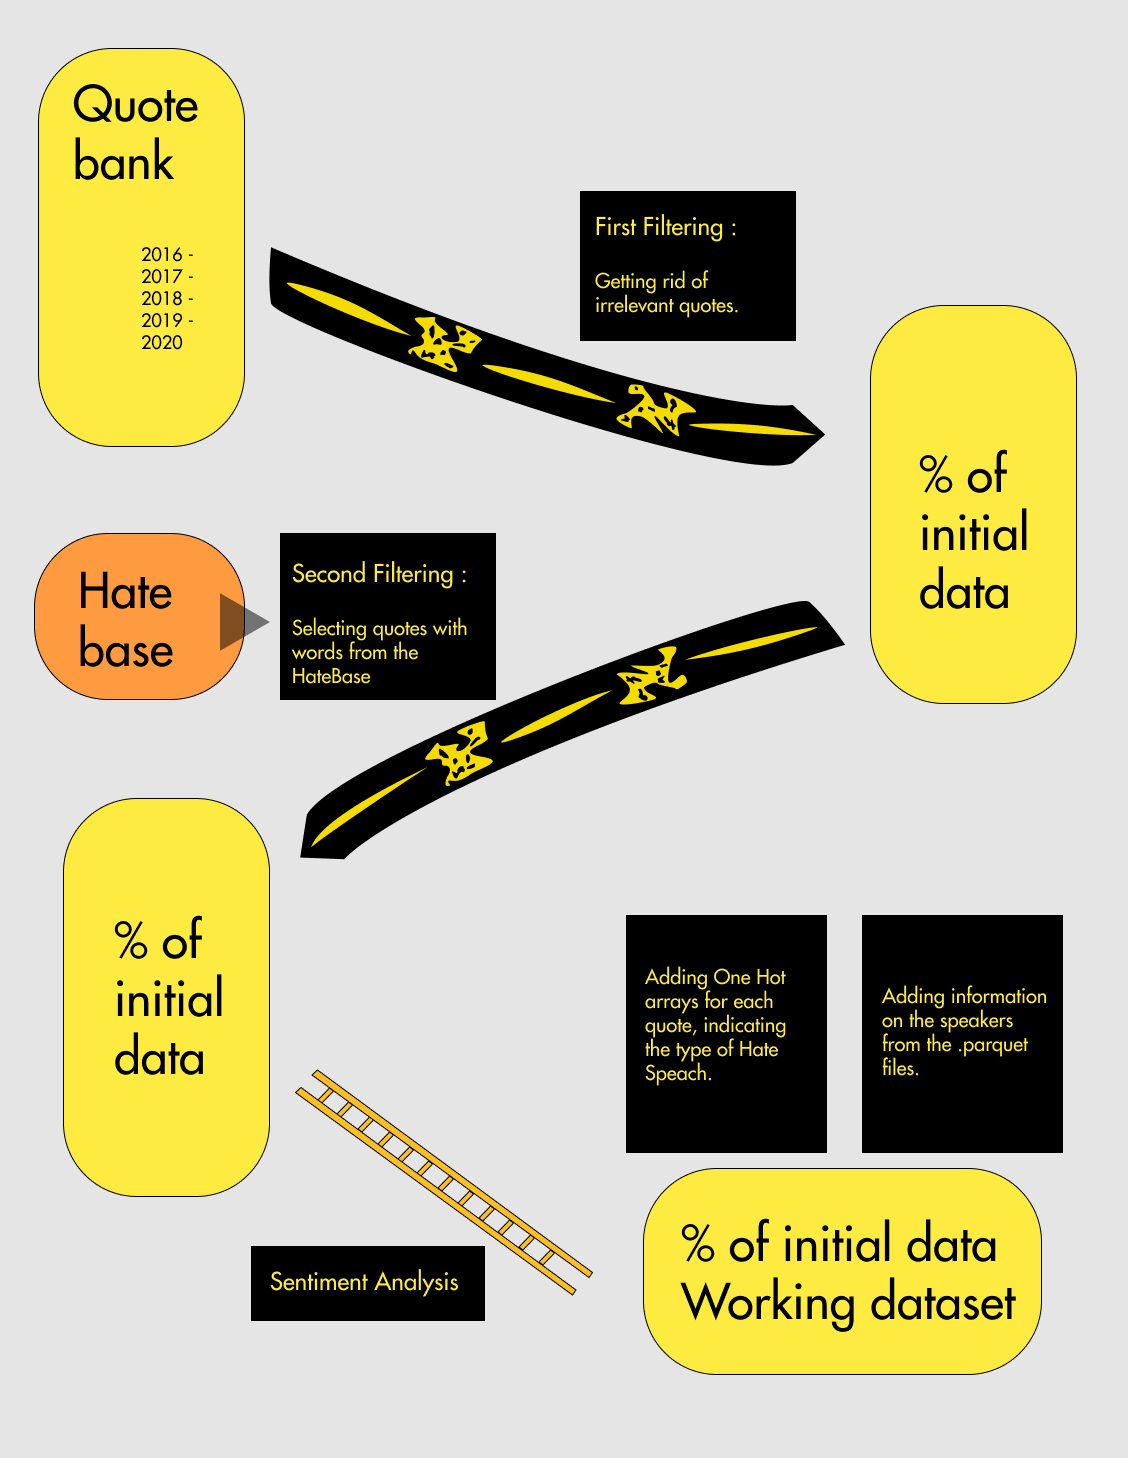 Quote
bank
2016 -
2017 -
2018 -
2019 -
2020
First Filtering :
Getting rid of
irrelevant quotes.
% of
initial
data
Hate
base
Second Filtering :
Selecting quotes with
words from the
HateBase
% of
initial
data
Adding One Hot
arrays for each
quote, indicating
the type of Hate
Speach.
Adding information
on the speakers
from the .parquet
files.
Sentiment Analysis
% of initial data
Working dataset